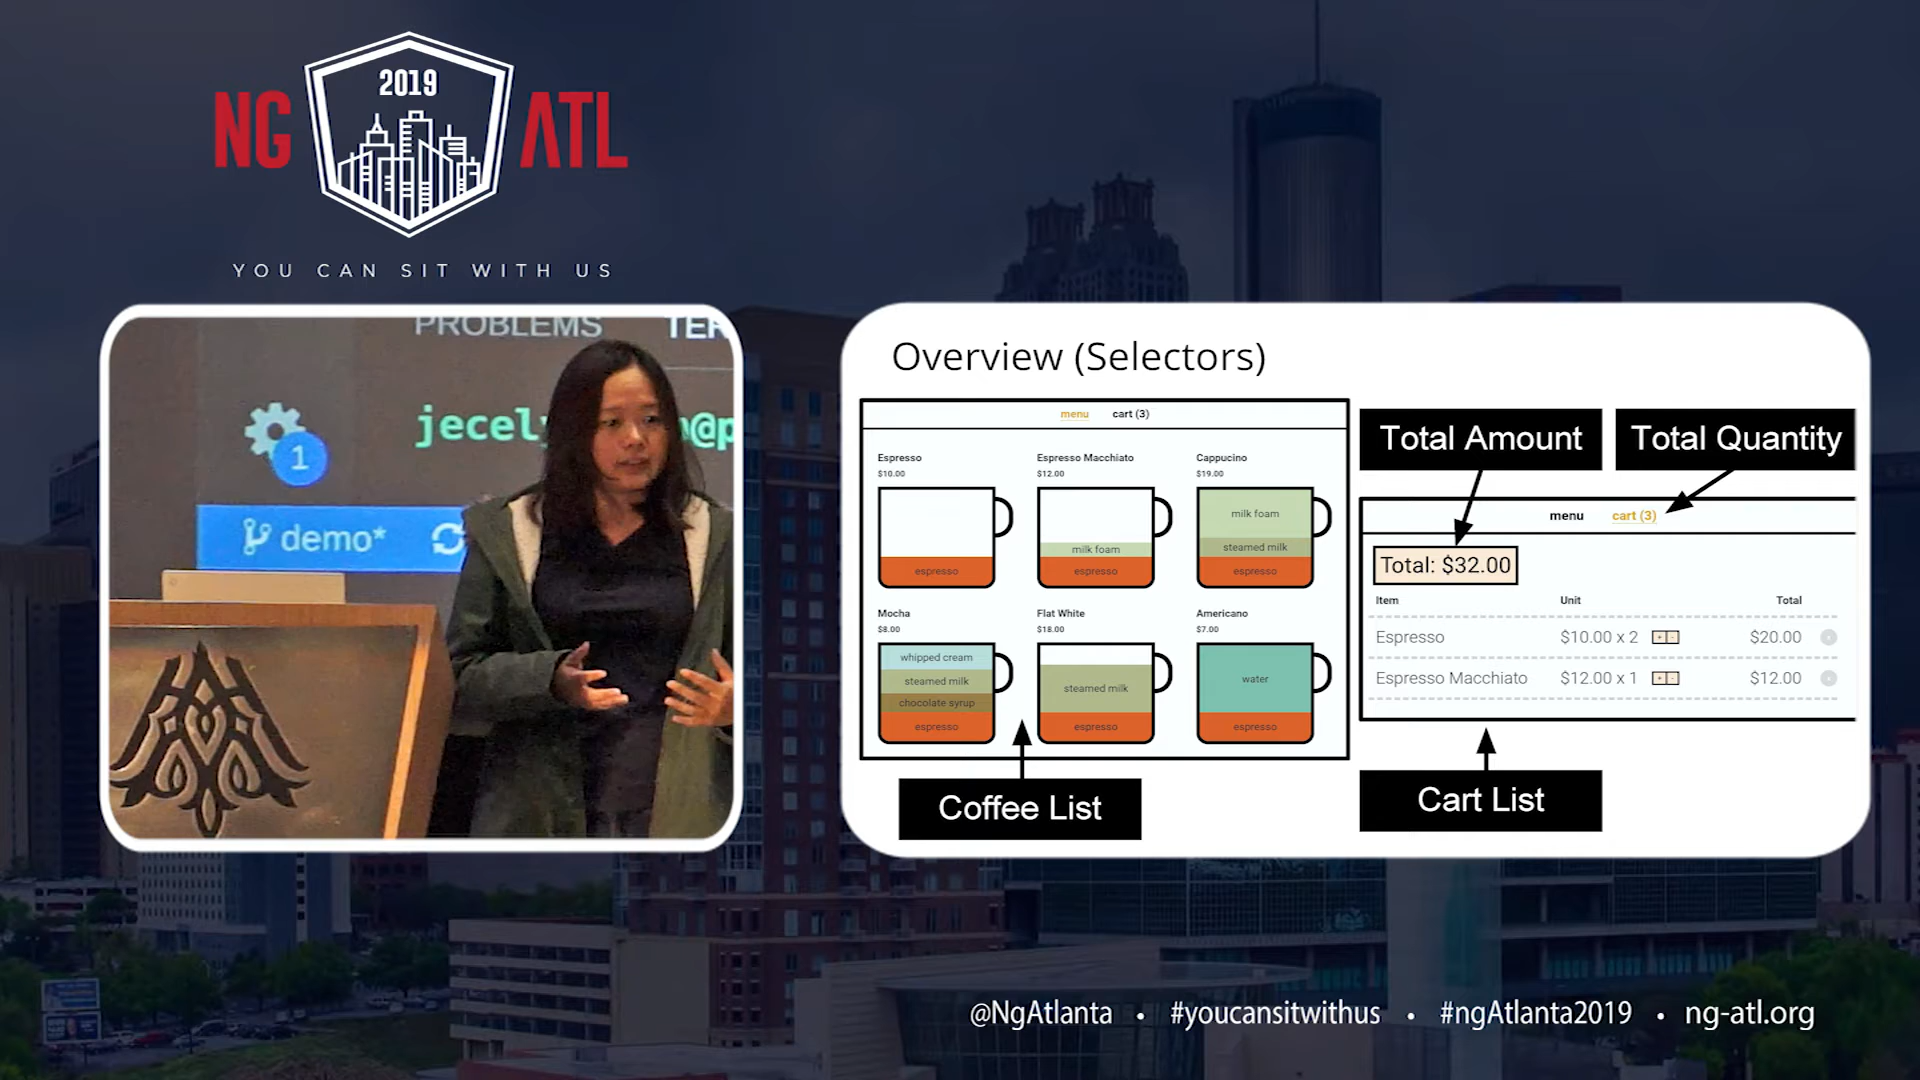 2019
NG ATL
YOU CAN SIT WITH US
PROBLEMS
1
demo*
Overview (Selectors)
menu cart (3)
Espresso
$10.00
espresso
Espresso Macchiato
$12.00
milk foam
espresso
Cappucino
$19.00
milk foam
steamed milk
espresso
Mocha
$8.00
whipped cream
steamed milk
chocolate syrup
espresso
Flat White
$18.00
steamed milk
espresso
Americano
$7.00
water
espresso
Coffee List
Total Amount
Total Quantity
menu cart (3)
Total: $32.00
Item Unit Total
Espresso $10.00 x 2 $20.00
Espresso Macchiato $12.00 x 1 $12.00
Cart List
@NgAtlanta • #youcansitwithus • #ngAtlanta2019 • ng-atl.org